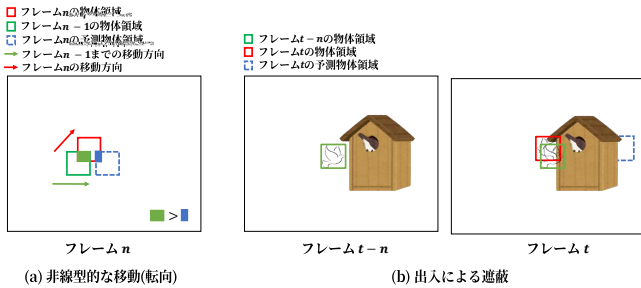 フレームnの物体領域
フレームn－1の物体領域
フレームnの予測物体領域
フレームn－1までの移動方向
フレームnの移動方向
>
フレーム n
(a) 非線型的な移動(転向)
フレームt－nの物体領域
フレームtの物体領域
フレームtの予測物体領域
フレーム t－n
フレーム t
(b) 出入による遮蔽